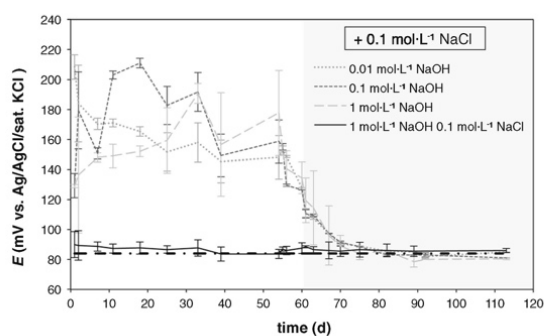 + 0.1 mol·L⁻¹ NaCl
0.01 mol·L⁻¹ NaOH
0.1 mol·L⁻¹ NaOH
1 mol·L⁻¹ NaOH
1 mol·L⁻¹ NaOH 0.1 mol·L⁻¹ NaCl
E (mV vs. Ag/AgCl/sat. KCl)
240
220
200
180
160
140
120
100
80
60
0 10 20 30 40 50 60 70 80 90 100 110 120
time (d)